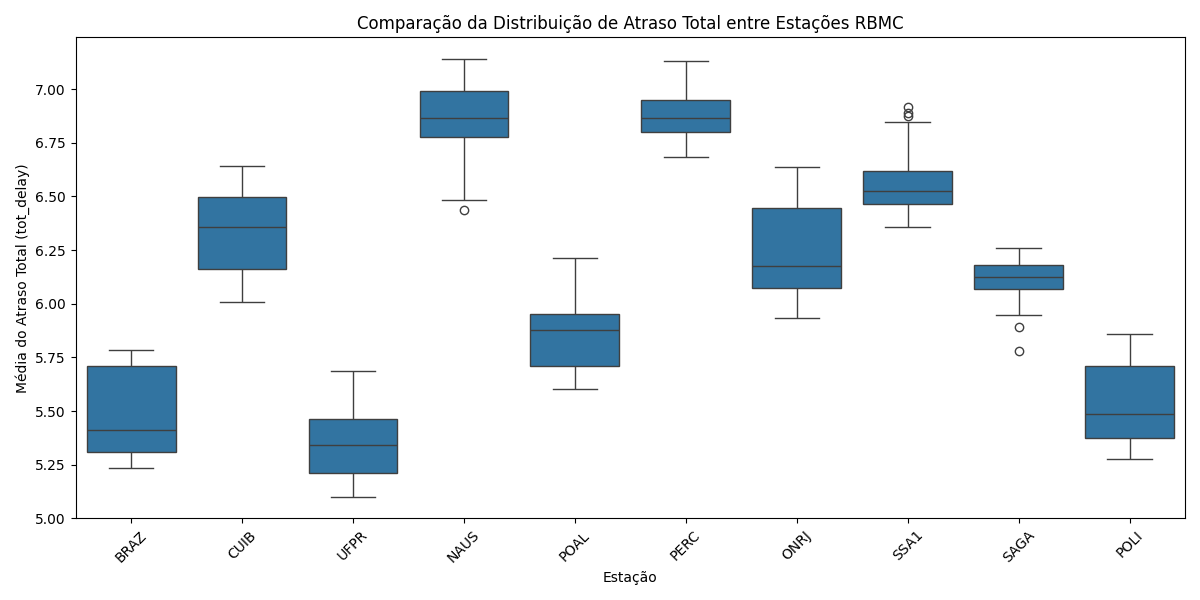 Comparação da Distribuição de Atraso Total entre Estações RBMC
Média do Atraso Total (tot_delay)
7.00
6.75
6.50
6.25
6.00
5.75
5.50
5.25
5.00
BRAZ
CUIB
UFPR
NAUS
POAL
PERC
ONRJ
SSA1
SAGA
POLI
Estação